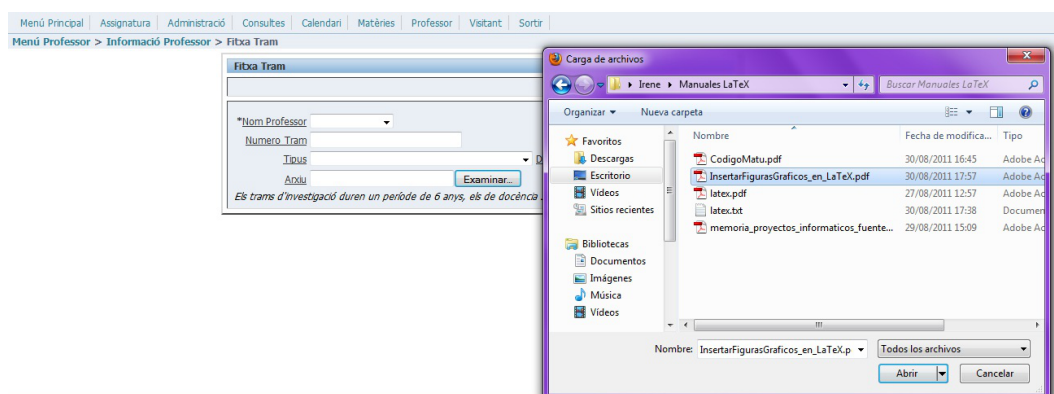 Menú Principal Assignatura Administració Consultes Calendari Matèries Professor Visitant Sortir
Menú Professor > Informació Professor > Fitxa Tram
Fitxa Tram
*Nom Professor
Numero Tram
Tipus
Arxiu Examinar...
Els trams d'investigació duren un període de 6 anys, els de docència
Carga de archivos
Irene Manuales LaTeX Buscar Manuales LaTeX
Organizar Nueva carpeta
Favoritos
Descargas
Escritorio
Vídeos
Sitios recientes
Bibliotecas
Documentos
Imágenes
Música
Vídeos
Nombre Fecha de modifica... Tipo
CodigoMatu.pdf 30/08/2011 16:45 Adobe Ac
InsertarFigurasGraficos_en_LaTeX.pdf 30/08/2011 17:57 Adobe Ac
latex.pdf 27/08/2011 12:57 Adobe Ac
latex.txt 30/08/2011 17:38 Documen
memoria_proyectos_informaticos_fuente... 29/08/2011 15:09 Adobe Ac
Nombre: InsertarFigurasGraficos_en_LaTeX.p Todos los archivos
Abrir Cancelar